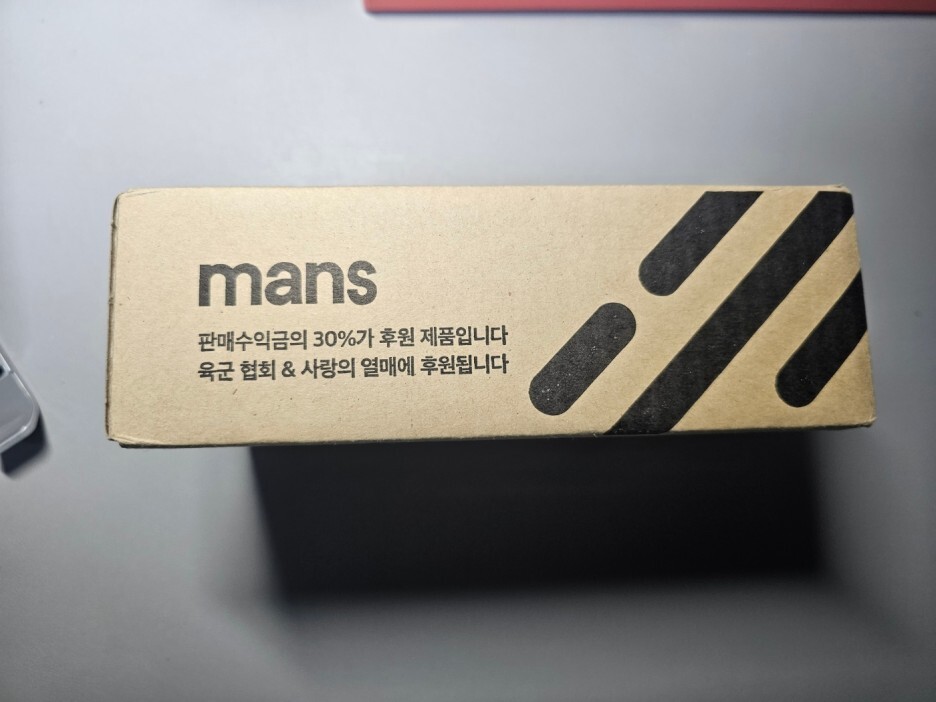 mans
판매수익금의 30%가 후원 제품입니다
육군 협회 & 사랑의 열매에 후원됩니다